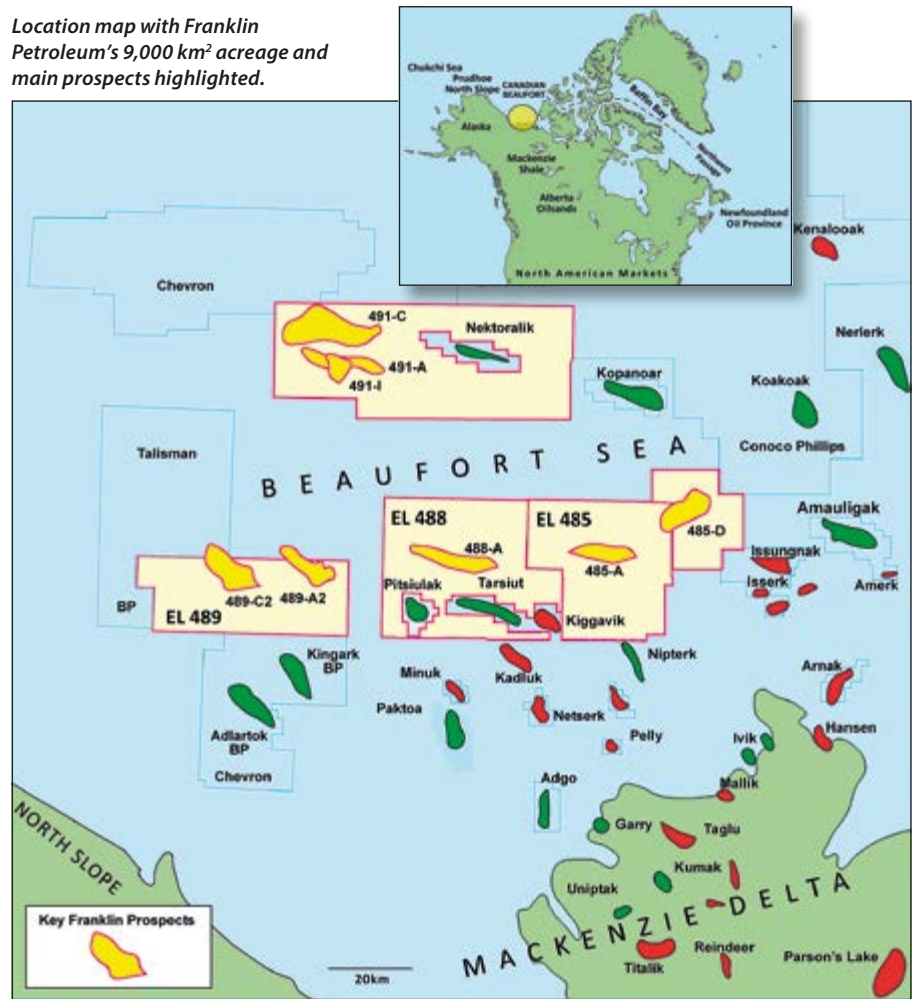 Location map with Franklin
Petroleum's 9,000 km² acreage and
main prospects highlighted.
Chukchi Sea
Prudhoe
North Slope
CANADIAN
BEAUFORT
Baffin Bay
Alaska
Northwest
Passage
Mackenzie
Shale
Alberta
Oilsands
Newfoundland
Oil Province
North American Markets
Kenalooak
Chevron
491-C
Nektoralik
Nerlerk
491-A
491-I
Kopanoar
Koakoak
Talisman
Conoco Phillips
BEAUFORT SEA
EL 488
EL 485
485-D
Amauligak
488-A
485-A
Issungnak
Isserk
Amerk
Pitsiulak
Tarsiut
489-C2
489-A2
BP
EL 489
Kiggavik
Kingark
BP
Minuk
Kadluk
Nipterk
Arnak
Paktoa
Netserk
Hansen
Adlartok
BP
Pelly
Ivik
Chevron
Adgo
Mallik
NORTH SLOPE
Garry
Taglu
Kumak
Uniptak
MACKENZIE DELTA
Key Franklin Prospects
20km
Titalik
Reindeer
Parson's Lake